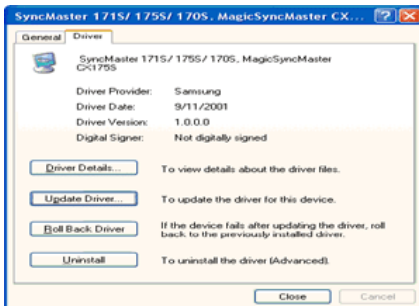 SyncMaster 171S/ 175S/ 170S, MagicSyncMaster CX...
General Driver
SyncMaster 171S/ 175S/ 170S, MagicSyncMaster
CX175S
Driver Provider: Samsung
Driver Date: 9/11/2001
Driver Version: 1.0.0.0
Digital Signer: Not digitally signed
Driver Details... To view details about the driver files.
Update Driver... To update the driver for this device.
Roll Back Driver If the device fails after updating the driver, roll
back to the previously installed driver.
Uninstall To uninstall the driver (Advanced).
Close Cancel